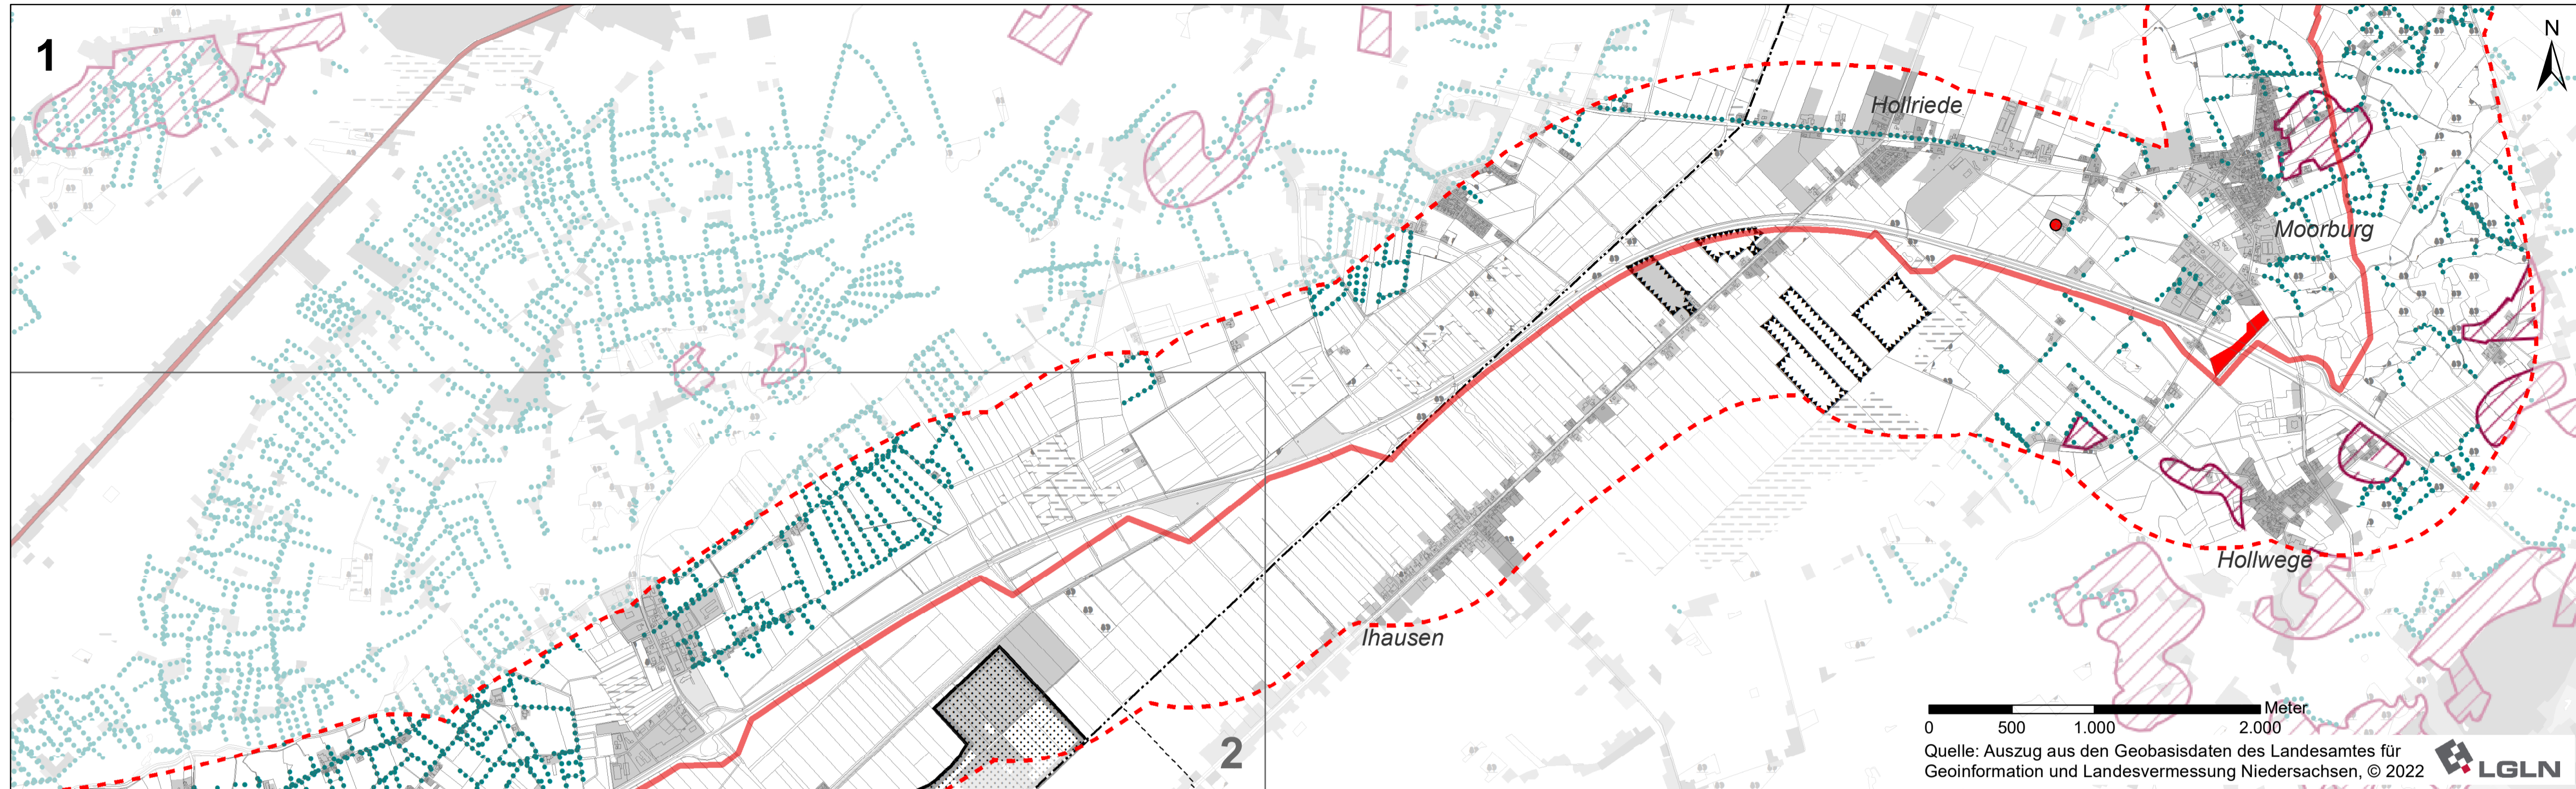 1
N
Hollriede
Moorburg
Hollwege
Ihausen
2
Meter
0 500 1.000 2.000
Quelle: Auszug aus den Geobasisdaten des Landesamtes für
Geoinformation und Landesvermessung Niedersachsen, © 2022
LGLN